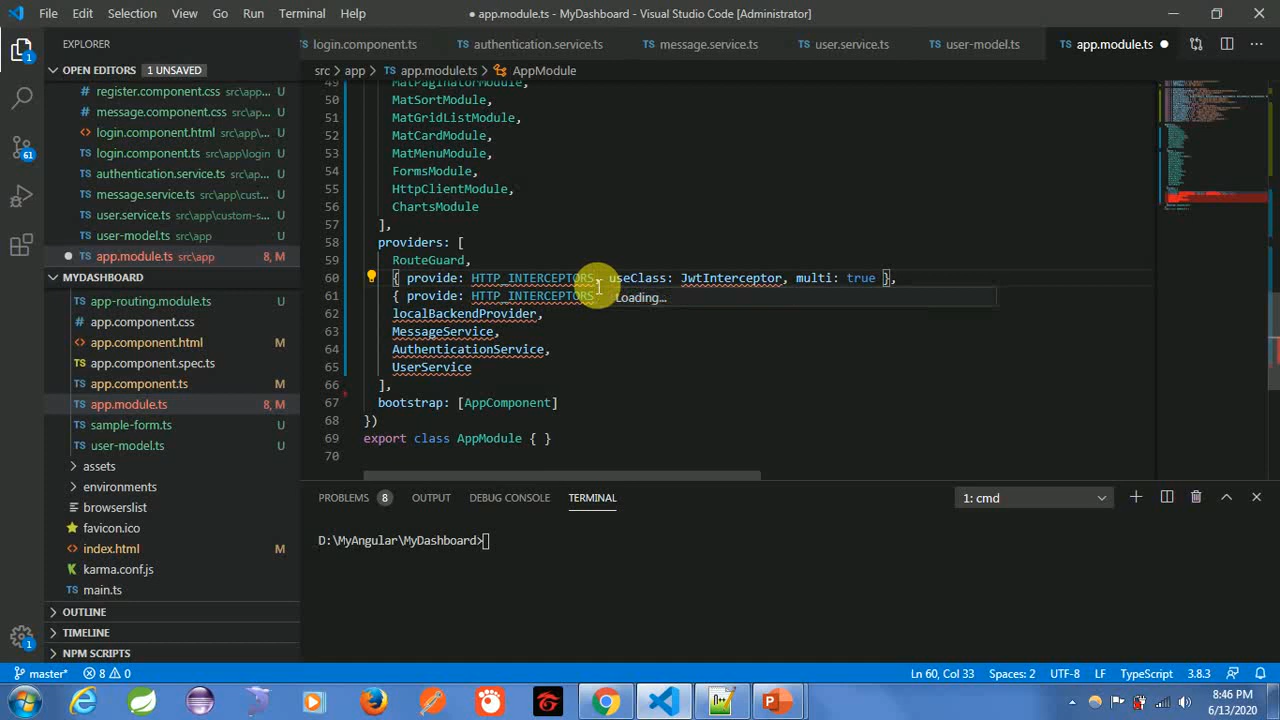 File Edit Selection View Go Run Terminal Help
● app.module.ts - MyDashboard - Visual Studio Code [Administrator]
EXPLORER
login.component.ts
authentication.service.ts
message.service.ts
user.service.ts
user-model.ts
app.module.ts ●
OPEN EDITORS 1 UNSAVED
src > app > app.module.ts > AppModule
register.component.css src\app... U
message.component.css src\app... U
login.component.html src\app... U
login.component.ts src\app\login U
authentication.service.ts src\app... U
message.service.ts src\app\cust... U
user.service.ts src\app\custom-s... U
user-model.ts src\app U
● app.module.ts src\app 8, M
MYDASHBOARD
app-routing.module.ts U
app.component.css
app.component.html M
app.component.spec.ts
app.component.ts M
app.module.ts 8, M
sample-form.ts U
user-model.ts U
assets
environments
browserslist
favicon.ico
index.html M
karma.conf.js
main.ts
OUTLINE
TIMELINE
NPM SCRIPTS
49 MatPaginatorModule,
50 MatSortModule,
51 MatGridListModule,
52 MatCardModule,
53 MatMenuModule,
54 FormsModule,
55 HttpClientModule,
56 ChartsModule
57 ],
58 providers: [
59 RouteGuard,
60 { provide: HTTP_INTERCEPTORS, useClass: JwtInterceptor, multi: true },
61 { provide: HTTP_INTERCEPTORS Loading...
62 localBackendProvider,
63 MessageService,
64 AuthenticationService,
65 UserService
66 ],
67 bootstrap: [AppComponent]
68 })
69 export class AppModule { }
70
PROBLEMS 8 OUTPUT DEBUG CONSOLE TERMINAL 1: cmd
D:\MyAngular\MyDashboard>
1
61
1
master* 8 0 Ln 60, Col 33 Spaces: 2 UTF-8 LF TypeScript 3.8.3
8:46 PM
6/13/2020